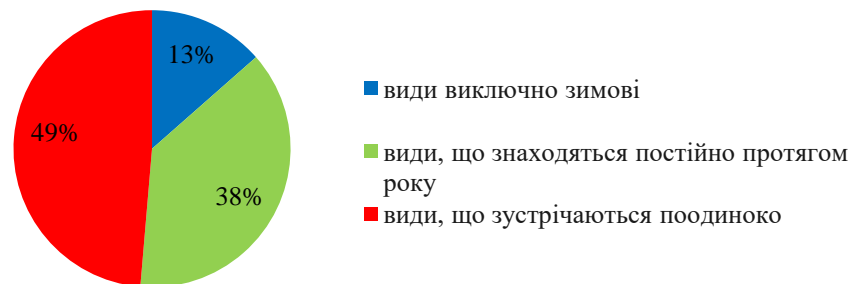 13%
49%
38%
види виключно зимові
види, що знаходяться постійно протягом
року
види, що зустрічаються поодиноко